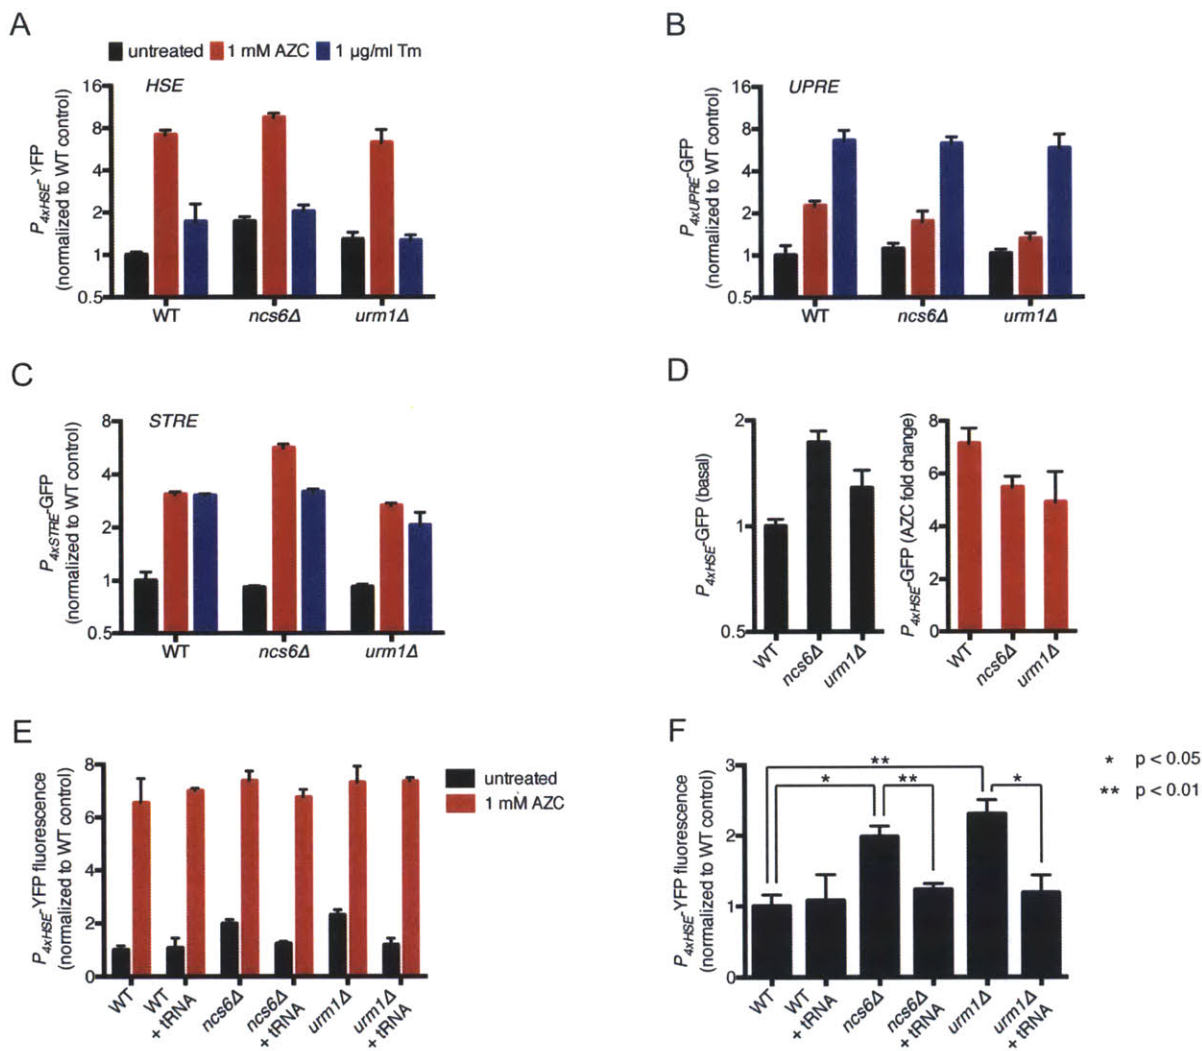 A
untreated 1 mM AZC 1 µg/ml Tm
HSE
P4xHSE-YFP
(normalized to WT control)
16
8
4
2
1
0.5
WT ncs6Δ urm1Δ
B
UPRE
P4xUPRE-GFP
(normalized to WT control)
16
8
4
2
1
0.5
WT ncs6Δ urm1Δ
C
STRE
P4xSTRE-GFP
(normalized to WT control)
8
4
2
1
0.5
WT ncs6Δ urm1Δ
D
P4xHSE-GFP (basal)
2
1
0.5
WT ncs6Δ urm1Δ
P4xHSE-GFP (AZC fold change)
8
6
4
2
0
WT ncs6Δ urm1Δ
E
P4xHSE-YFP fluorescence
(normalized to WT control)
8
6
4
2
0
untreated
1 mM AZC
WT
WT
+ tRNA
ncs6Δ
ncs6Δ
+ tRNA
urm1Δ
urm1Δ
+ tRNA
F
P4xHSE-YFP fluorescence
(normalized to WT control)
3
2
1
0
**
* ** *
* p < 0.05
** p < 0.01
WT
WT
+ tRNA
ncs6Δ
ncs6Δ
+ tRNA
urm1Δ
urm1Δ
+ tRNA